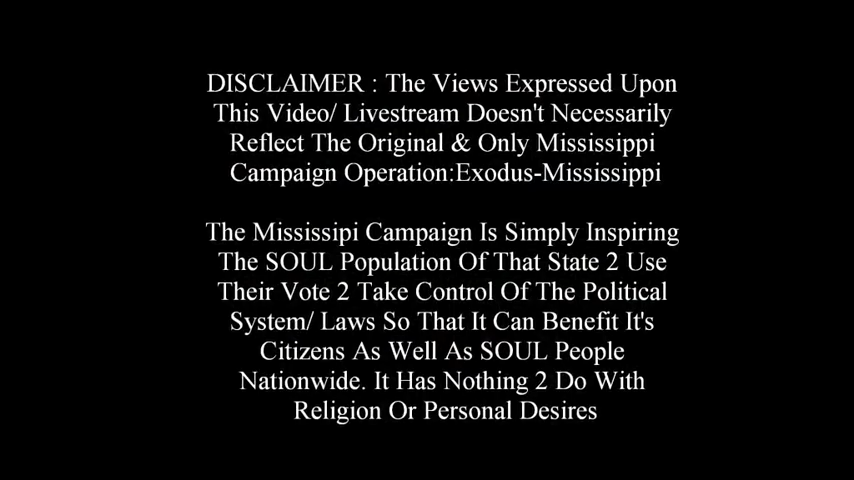 DISCLAIMER : The Views Expressed Upon
This Video/ Livestream Doesn't Necessarily
Reflect The Original & Only Mississippi
Campaign Operation:Exodus-Mississippi
The Mississipi Campaign Is Simply Inspiring
The SOUL Population Of That State 2 Use
Their Vote 2 Take Control Of The Political
System/ Laws So That It Can Benefit It's
Citizens As Well As SOUL People
Nationwide. It Has Nothing 2 Do With
Religion Or Personal Desires